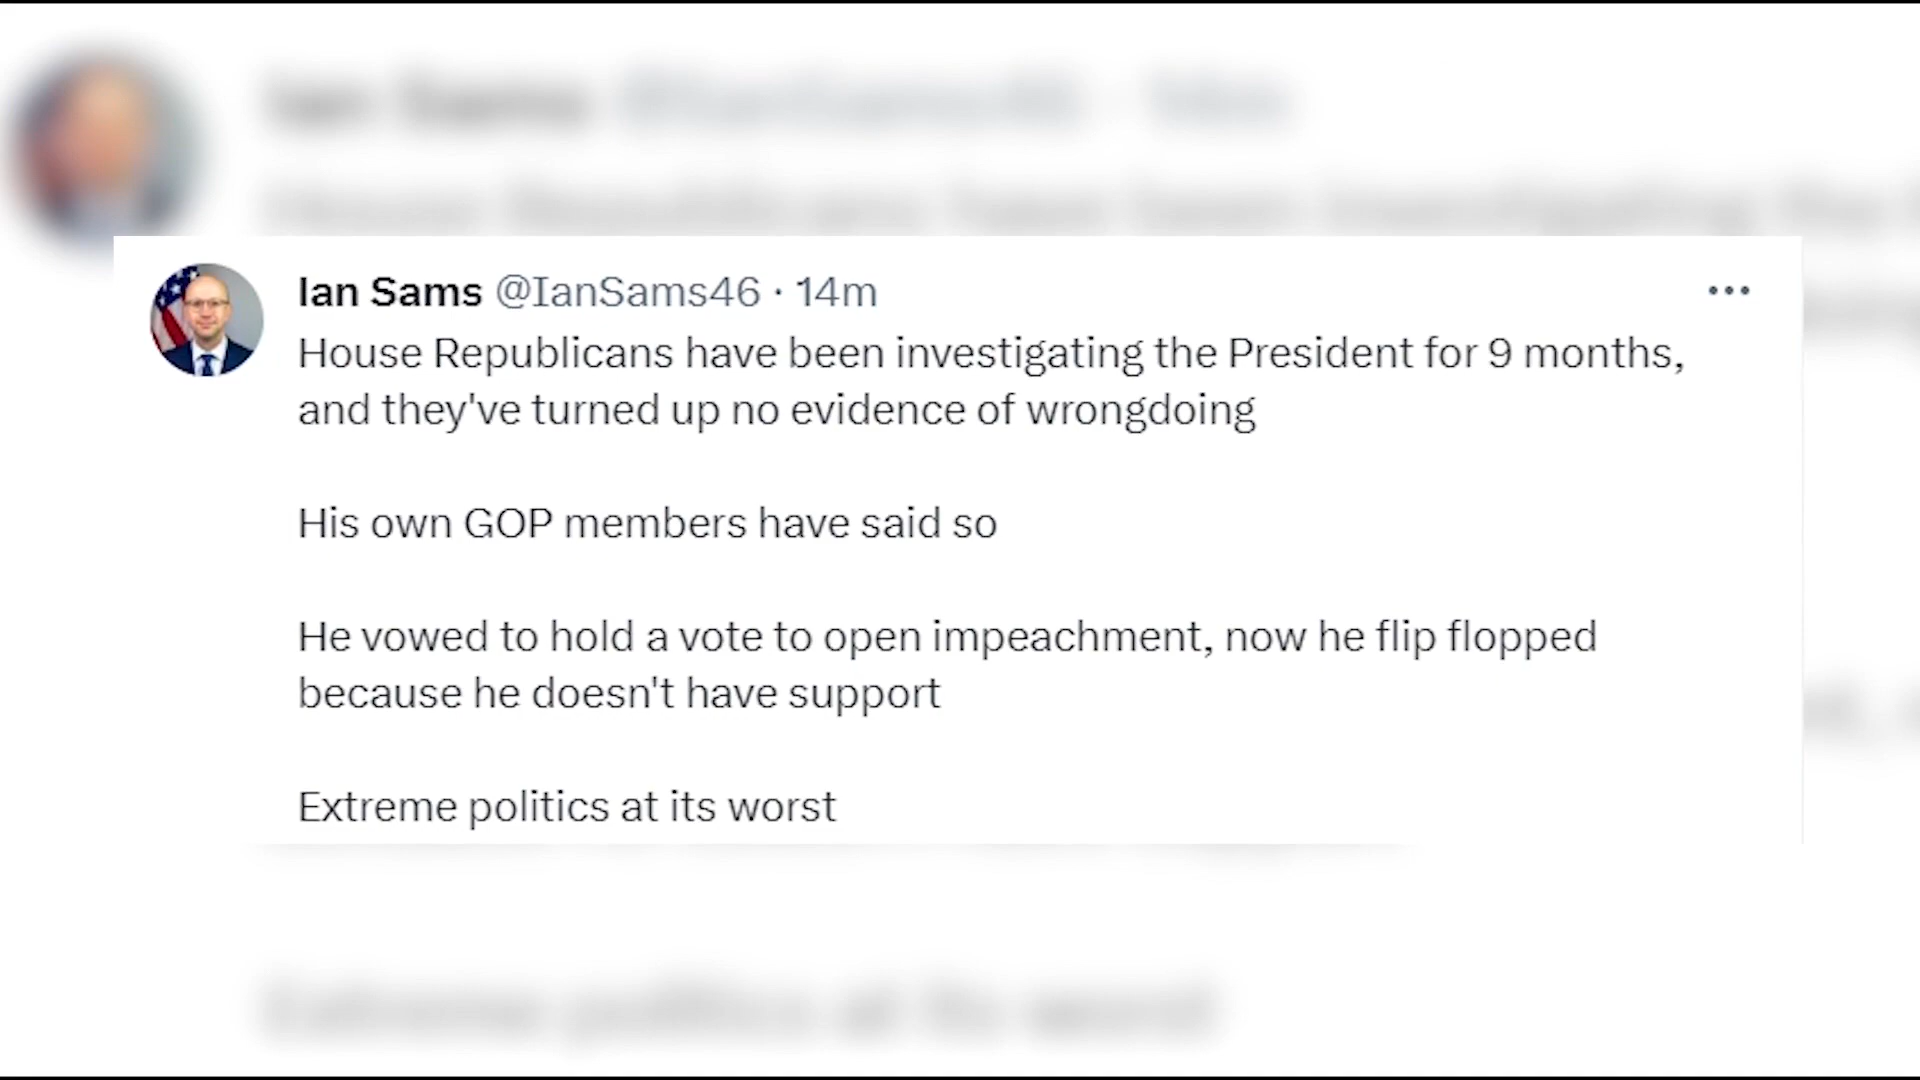 Ian Sams @IanSams46 · 14m
House Republicans have been investigating the President for 9 months,
and they've turned up no evidence of wrongdoing
His own GOP members have said so
He vowed to hold a vote to open impeachment, now he flip flopped
because he doesn't have support
Extreme politics at its worst